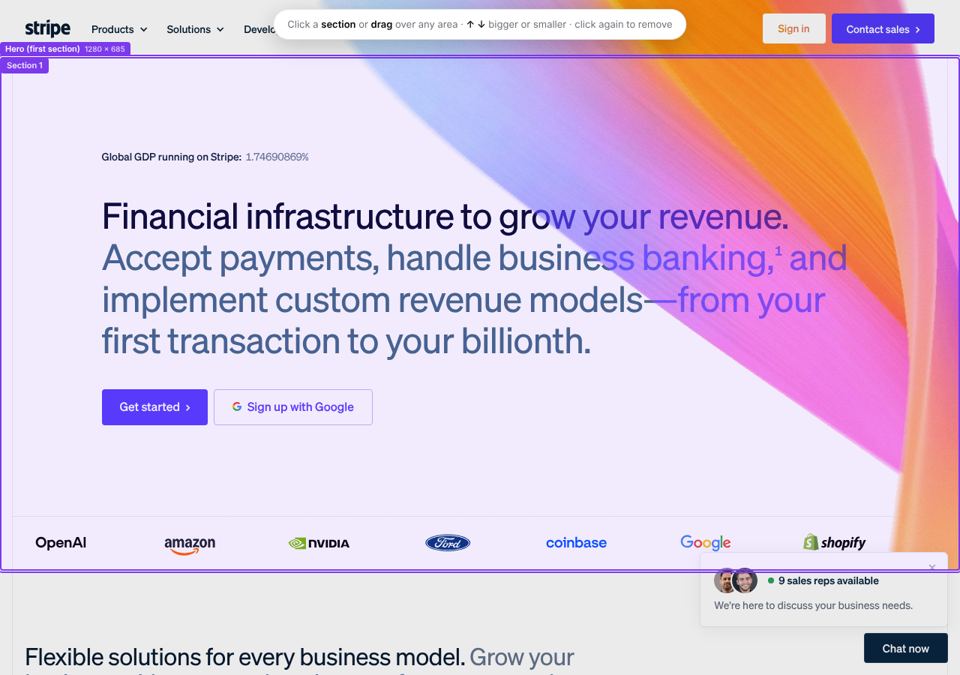 stripe
Products
Solutions
Click a section or drag over any area · ↑ ↓ bigger or smaller · click again to remove
Sign in
Contact sales
Hero (first section) 1280 × 685
Section 1
Global GDP running on Stripe: 1.74690869%
Financial infrastructure to grow your revenue.
Accept payments, handle business banking,¹ and
implement custom revenue models—from your
first transaction to your billionth.
Get started
Sign up with Google
OpenAI
amazon
NVIDIA
Ford
coinbase
Google
shopify
9 sales reps available
We're here to discuss your business needs.
Chat now
Flexible solutions for every business model. Grow your